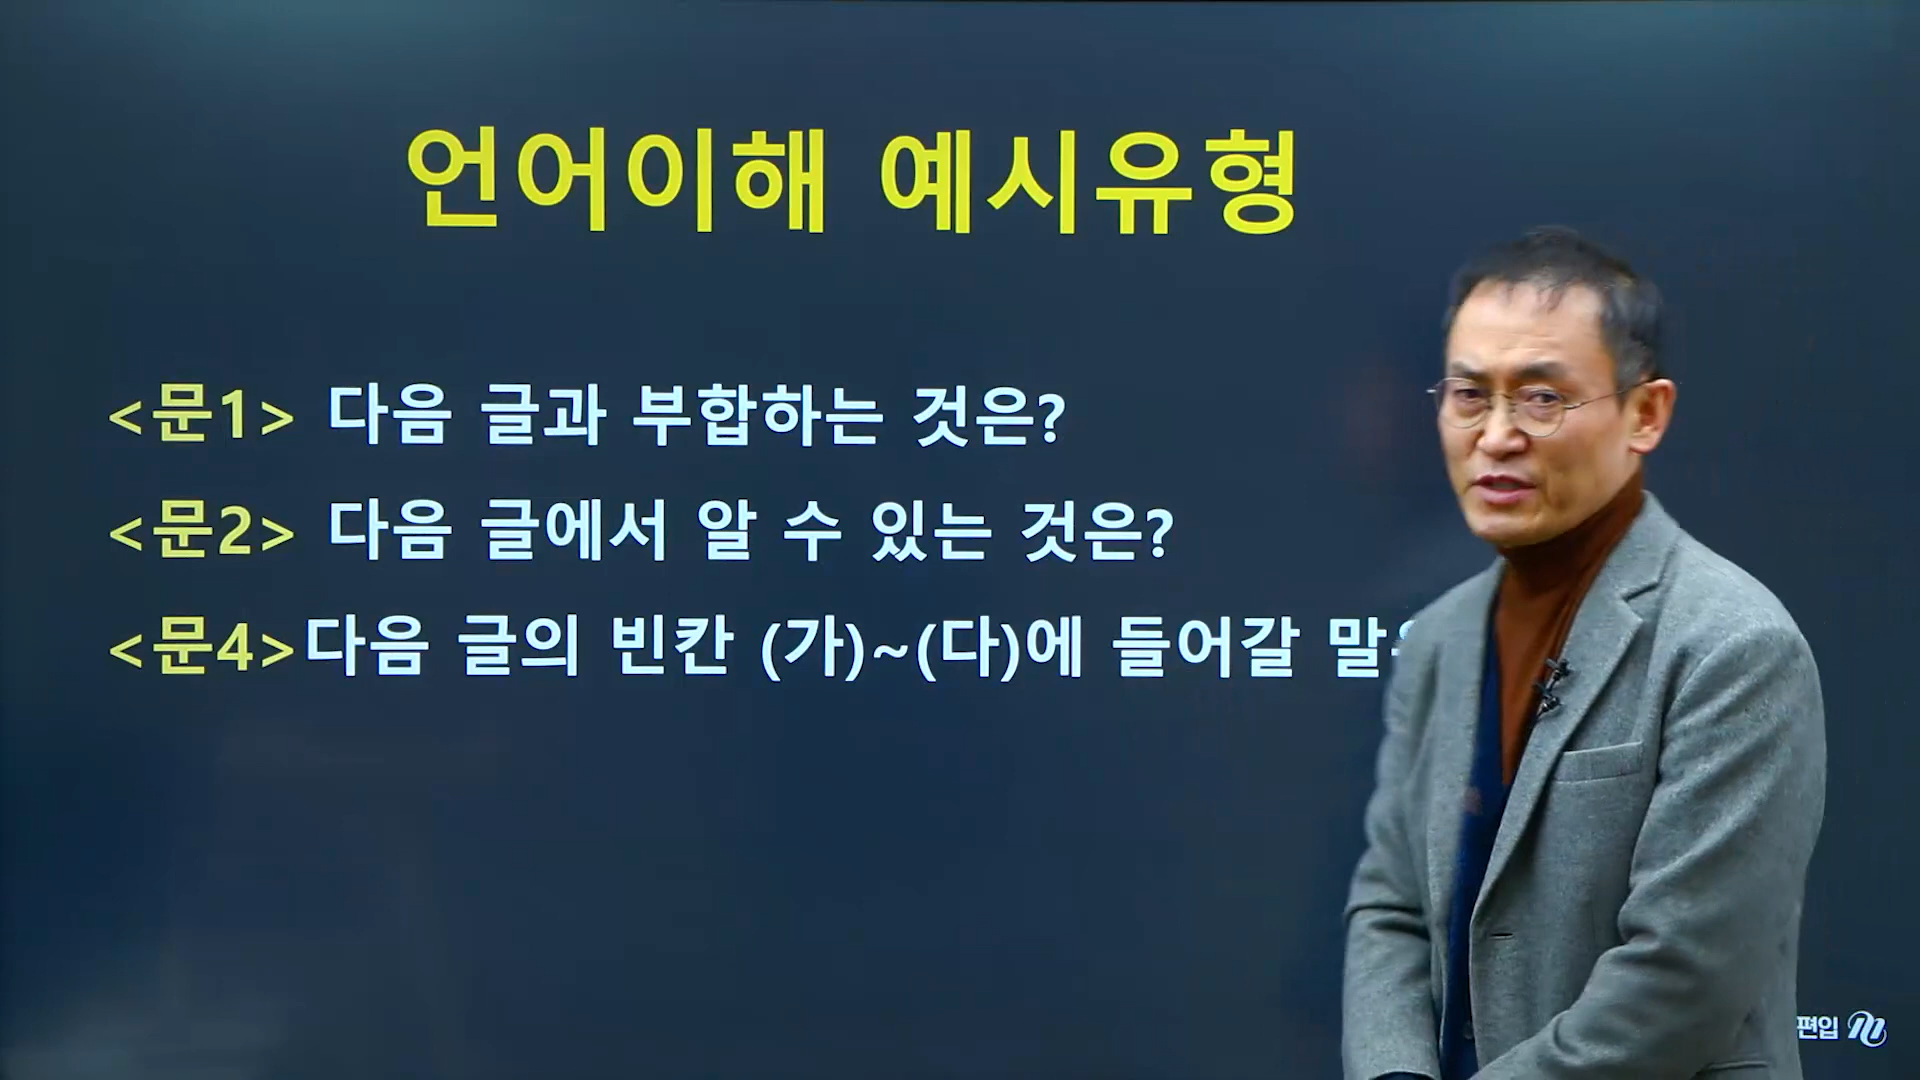 언어이해 예시유형
<문1> 다음 글과 부합하는 것은?
<문2> 다음 글에서 알 수 있는 것은?
<문4>다음 글의 빈칸 (가)~(다)에 들어갈
편입